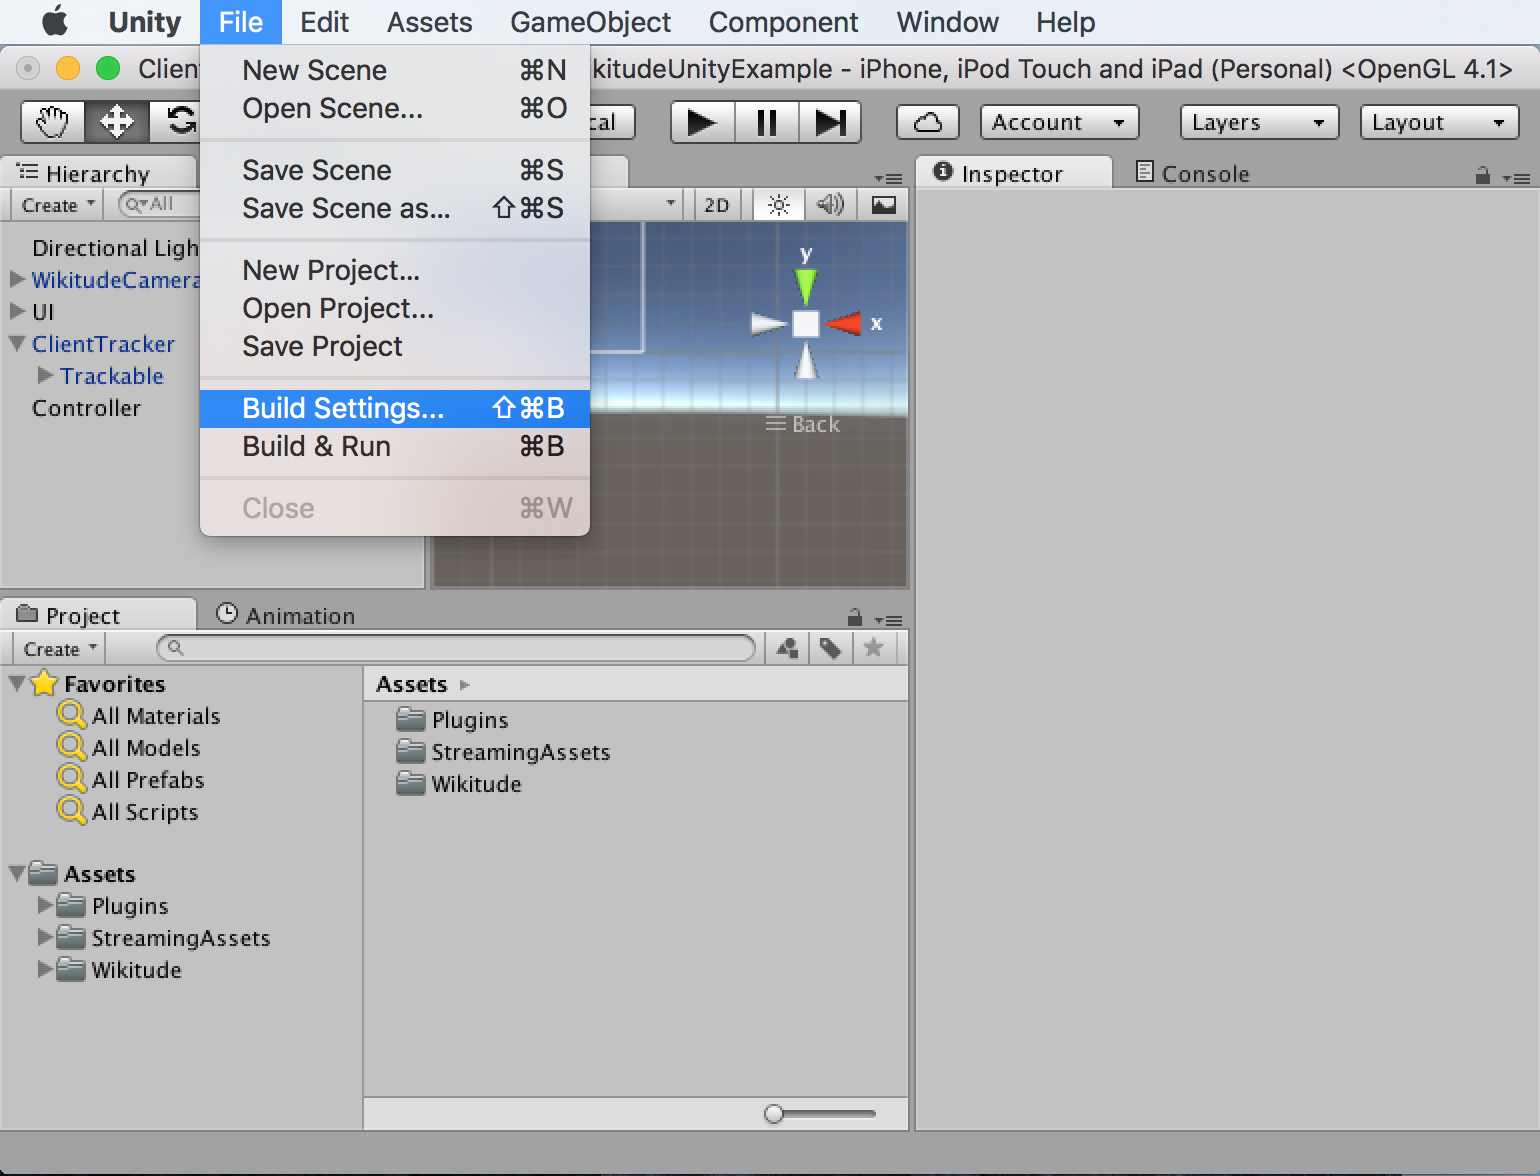 Unity File Edit Assets GameObject Component Window Help
kitudeUnityExample - iPhone, iPod Touch and iPad (Personal) <OpenGL 4.1>
New Scene ⌘N
Open Scene... ⌘O
Save Scene ⌘S
Save Scene as... ⇧⌘S
New Project...
Open Project...
Save Project
Build Settings... ⇧⌘B
Build & Run ⌘B
Close ⌘W
Account Layers Layout
Hierarchy
Create All
Directional Ligh
WikitudeCamera
UI
ClientTracker
Trackable
Controller
2D
y
x
Back
Inspector Console
Project Animation
Create
Favorites
All Materials
All Models
All Prefabs
All Scripts
Assets
Plugins
StreamingAssets
Wikitude
Assets
Plugins
StreamingAssets
Wikitude